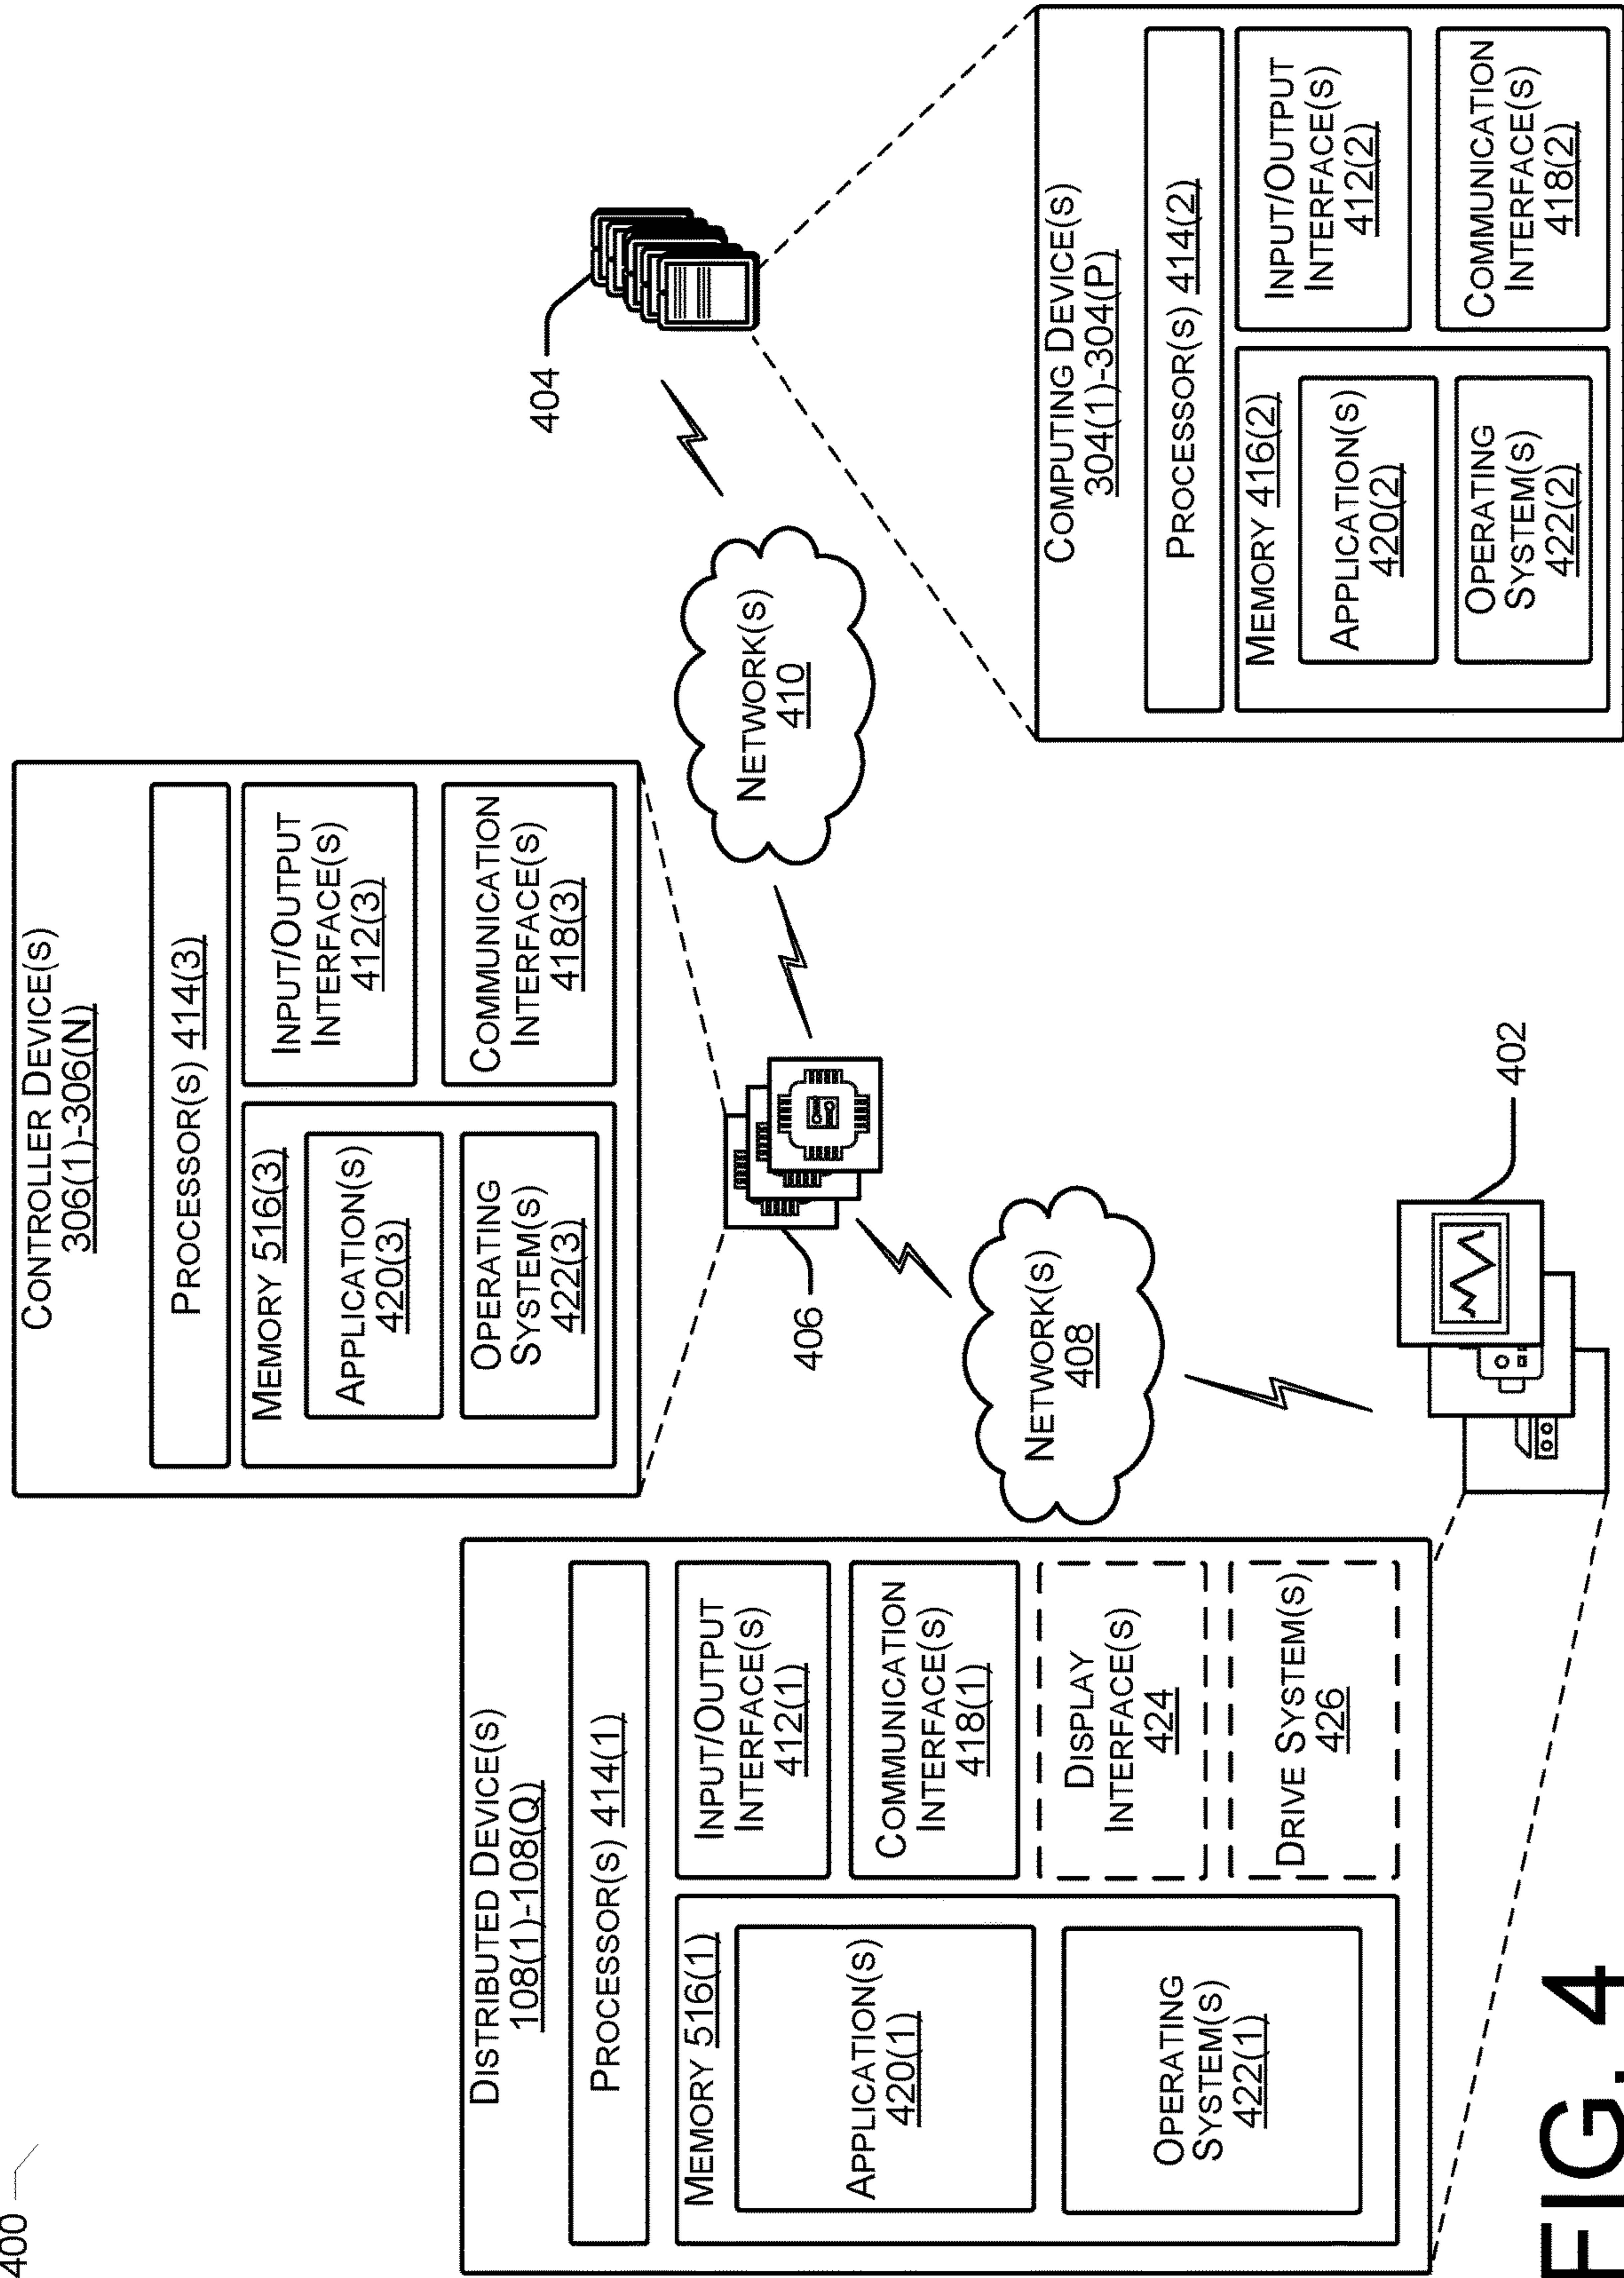 400
CONTROLLER DEVICE(S)
306(1)-306(N)
PROCESSOR(S) 414(3)
MEMORY 516(3)
APPLICATION(S)
420(3)
OPERATING
SYSTEM(S)
422(3)
INPUT/OUTPUT
INTERFACE(S)
412(3)
COMMUNICATION
INTERFACE(S)
418(3)
404
406
NETWORK(S)
410
DISTRIBUTED DEVICE(S)
108(1)-108(Q)
PROCESSOR(S) 414(1)
MEMORY 516(1)
APPLICATION(S)
420(1)
OPERATING
SYSTEM(S)
422(1)
INPUT/OUTPUT
INTERFACE(S)
412(1)
COMMUNICATION
INTERFACE(S)
418(1)
DISPLAY
INTERFACE(S)
424
DRIVE SYSTEM(S)
426
NETWORK(S)
408
402
COMPUTING DEVICE(S)
304(1)-304(P)
PROCESSOR(S) 414(2)
MEMORY 416(2)
APPLICATION(S)
420(2)
OPERATING
SYSTEM(S)
422(2)
INPUT/OUTPUT
INTERFACE(S)
412(2)
COMMUNICATION
INTERFACE(S)
418(2)
FIG. 4